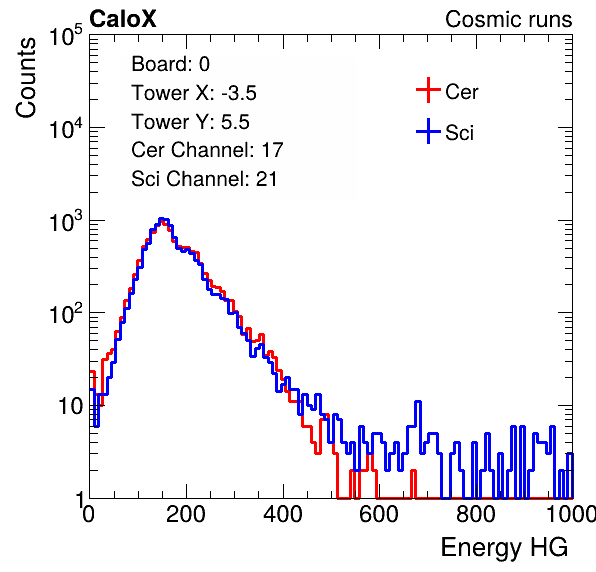 CaloX Cosmic runs
Counts
10^5
10^4
10^3
10^2
10
1
Board: 0
Tower X: -3.5
Tower Y: 5.5
Cer Channel: 17
Sci Channel: 21
Cer
Sci
0 200 400 600 800 1000
Energy HG